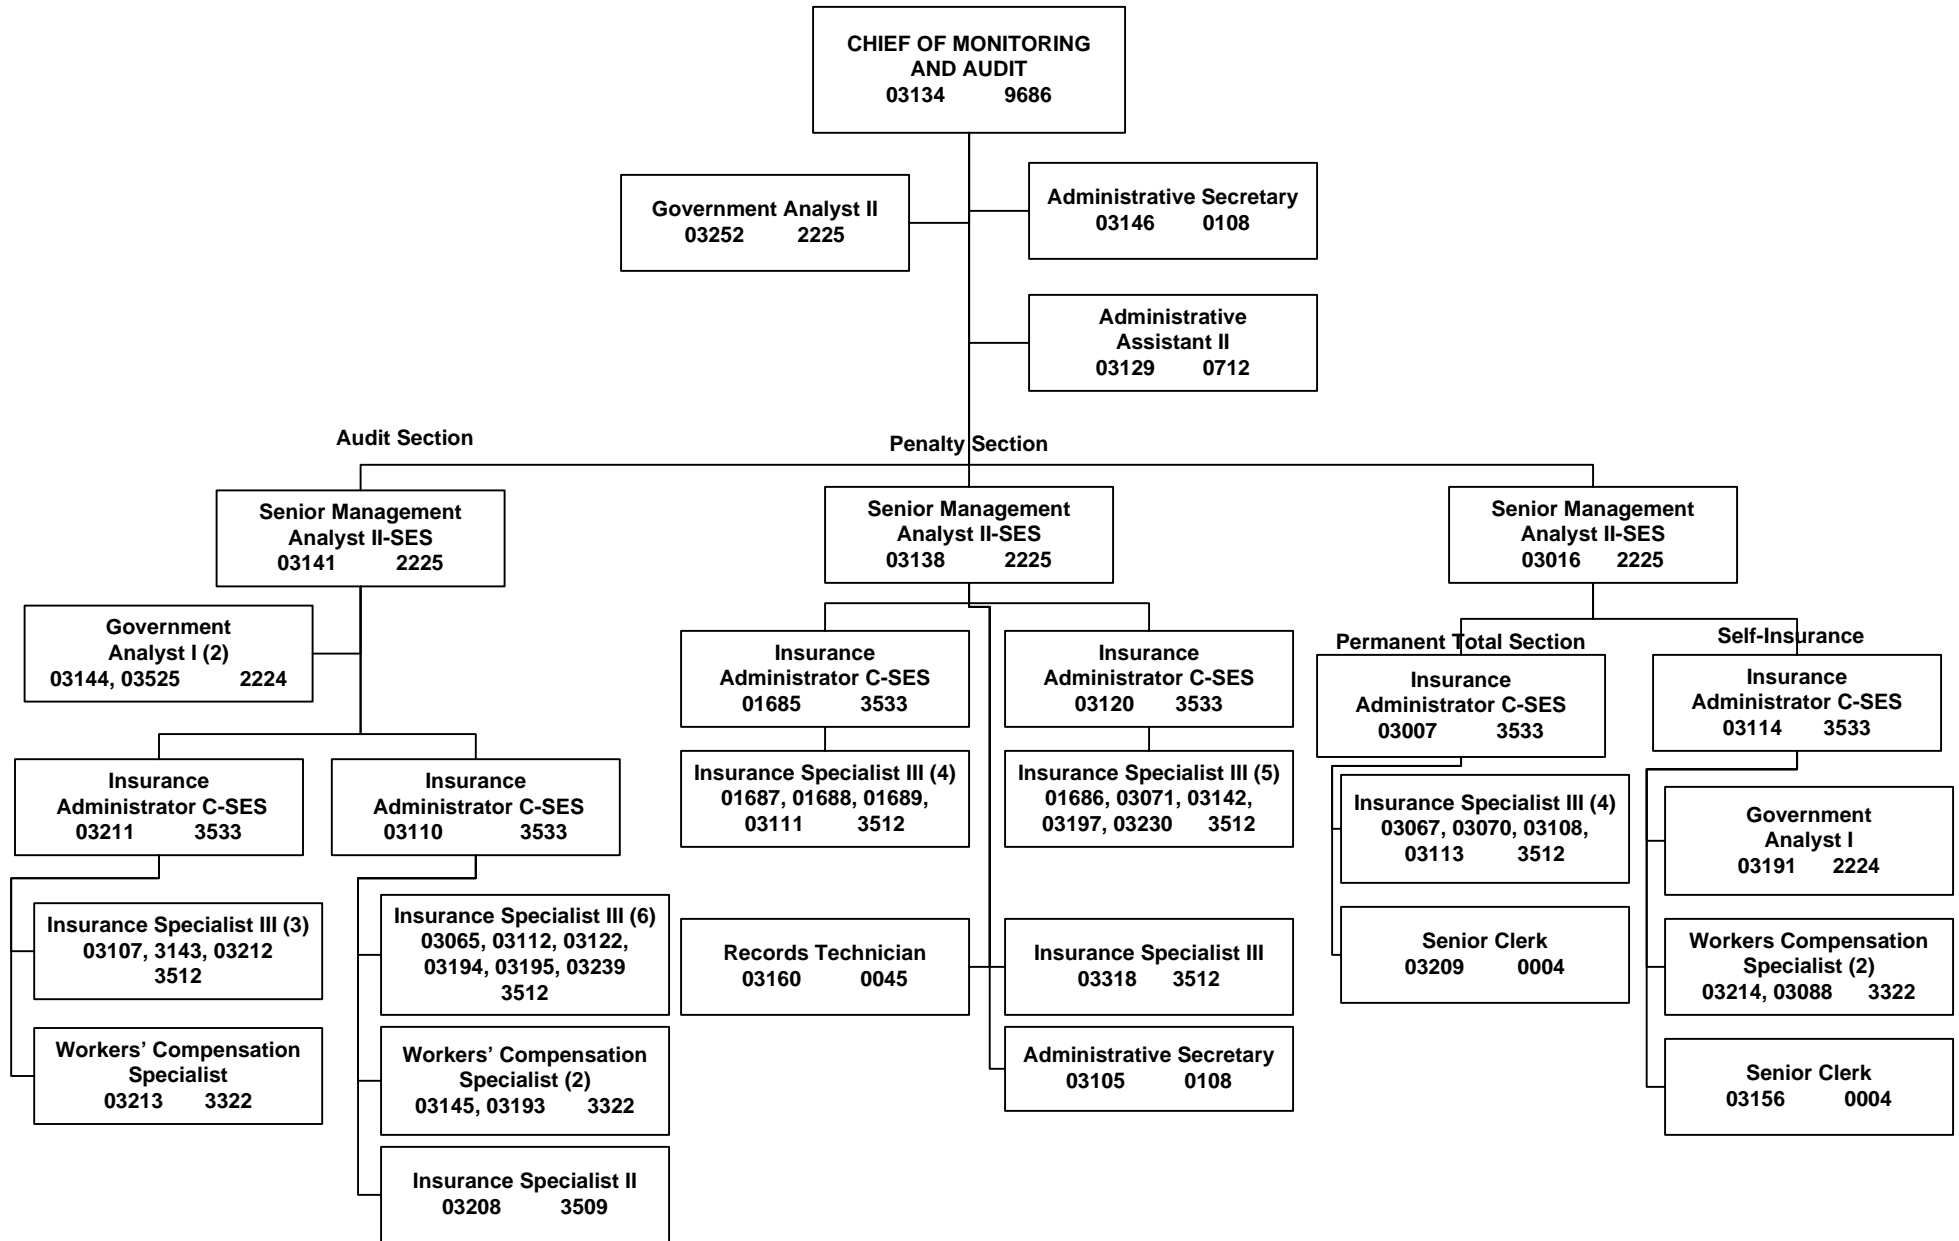 CHIEF OF MONITORING
AND AUDIT
03134 9686
Government Analyst II
03252 2225
Administrative Secretary
03146 0108
Administrative
Assistant II
03129 0712
Audit Section
Penalty Section
Senior Management
Analyst II-SES
03141 2225
Senior Management
Analyst II-SES
03138 2225
Senior Management
Analyst II-SES
03016 2225
Government
Analyst I (2)
03144, 03525 2224
Insurance
Administrator C-SES
03211 3533
Insurance
Administrator C-SES
03110 3533
Insurance Specialist III (3)
03107, 3143, 03212
3512
Workers’ Compensation
Specialist
03213 3322
Insurance Specialist III (6)
03065, 03112, 03122,
03194, 03195, 03239
3512
Workers’ Compensation
Specialist (2)
03145, 03193 3322
Insurance Specialist II
03208 3509
Insurance
Administrator C-SES
01685 3533
Insurance
Administrator C-SES
03120 3533
Insurance Specialist III (4)
01687, 01688, 01689,
03111 3512
Insurance Specialist III (5)
01686, 03071, 03142,
03197, 03230 3512
Records Technician
03160 0045
Insurance Specialist III
03318 3512
Administrative Secretary
03105 0108
Permanent Total Section
Insurance
Administrator C-SES
03007 3533
Insurance Specialist III (4)
03067, 03070, 03108,
03113 3512
Senior Clerk
03209 0004
Self-Insurance
Insurance
Administrator C-SES
03114 3533
Government
Analyst I
03191 2224
Workers Compensation
Specialist (2)
03214, 03088 3322
Senior Clerk
03156 0004